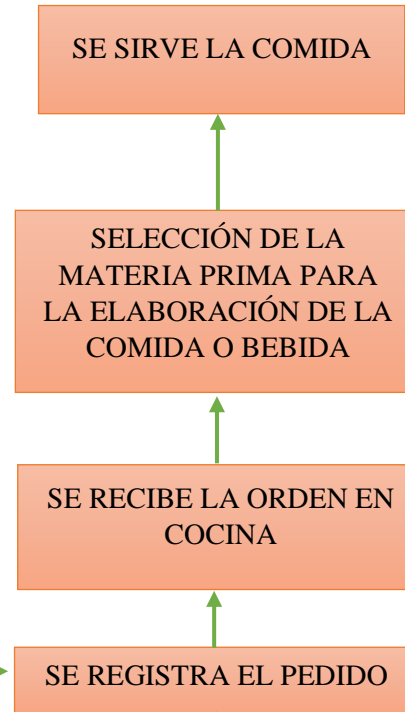 SE SIRVE LA COMIDA
SELECCIÓN DE LA
MATERIA PRIMA PARA
LA ELABORACIÓN DE LA
COMIDA O BEBIDA
SE RECIBE LA ORDEN EN
COCINA
SE REGISTRA EL PEDIDO